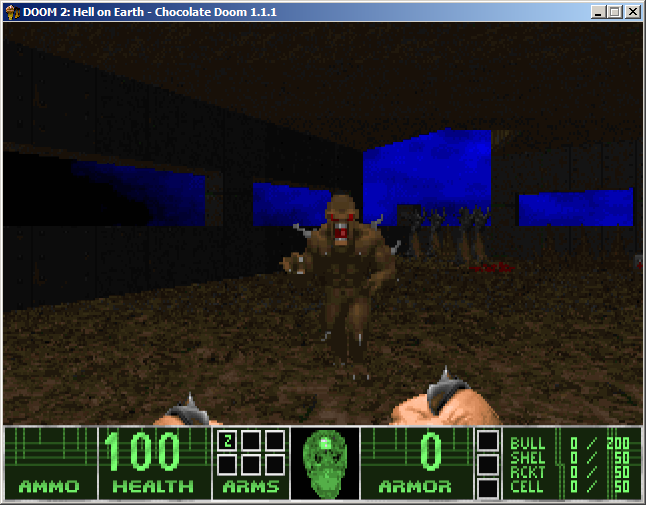 DOOM 2: Hell on Earth - Chocolate Doom 1.1.1
100 2 0
BULL 0 / 200
SHEL 0 / 50
RCKT 0 / 50
CELL 0 / 50
AMMO HEALTH ARMS ARMOR